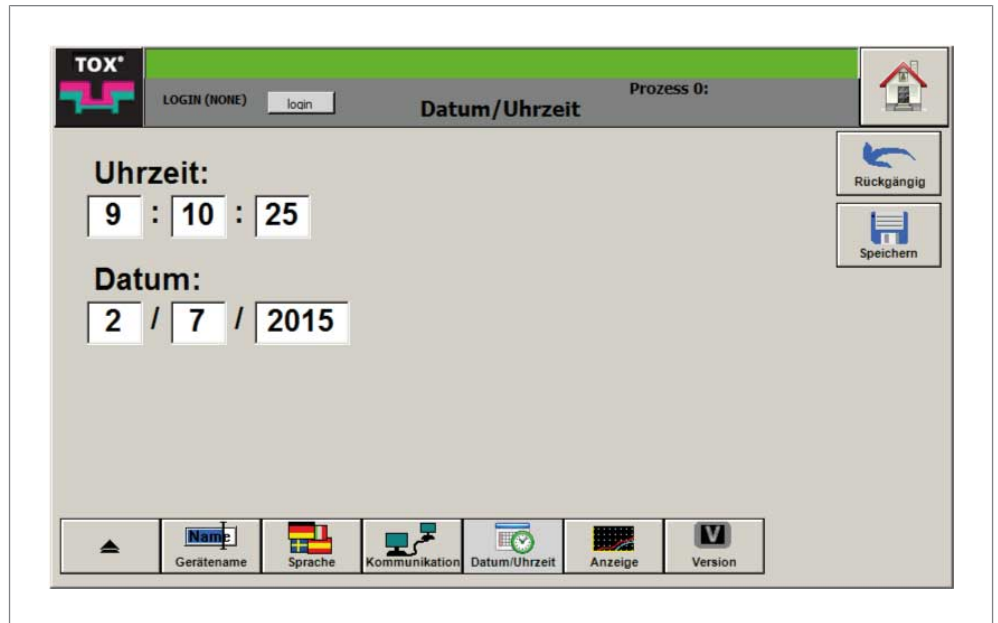 TOX®
LOGIN (NONE)
login
Datum/Uhrzeit
Prozess 0:
Rückgängig
Speichern
Uhrzeit:
9 : 10 : 25
Datum:
2 / 7 / 2015
Name
Gerätename
Sprache
Kommunikation
Datum/Uhrzeit
Anzeige
V
Version